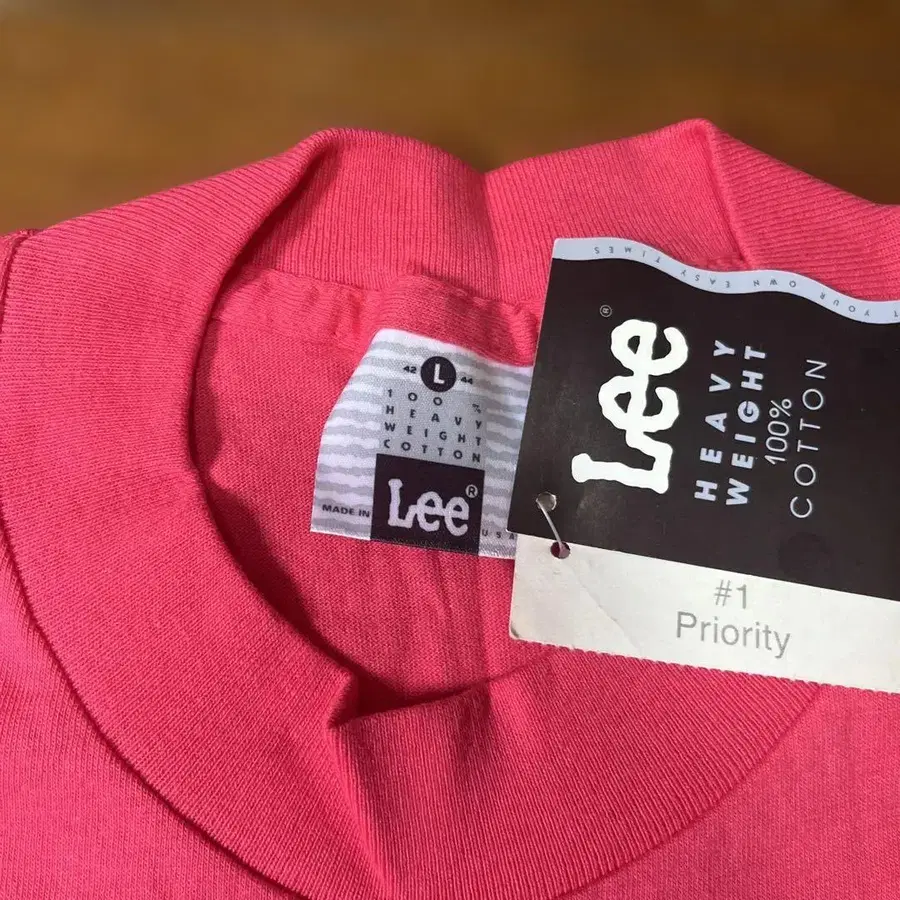 42 L 44
100 %
HEAVY
WEIGHT
COTTON
MADE IN
Lee®
USA
YOUR OWN EASY TIMES
Lee®
HEAVY
WEIGHT
100%
COTTON
#1
Priority